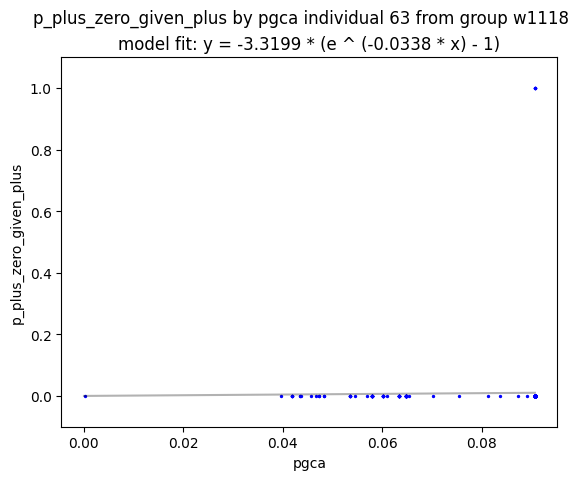 p_plus_zero_given_plus by pgca individual 63 from group w1118
model fit: y = -3.3199 * (e ^ (-0.0338 * x) - 1)
1.0
0.8
0.6
0.4
0.2
0.0
p_plus_zero_given_plus
0.00 0.02 0.04 0.06 0.08
pgca